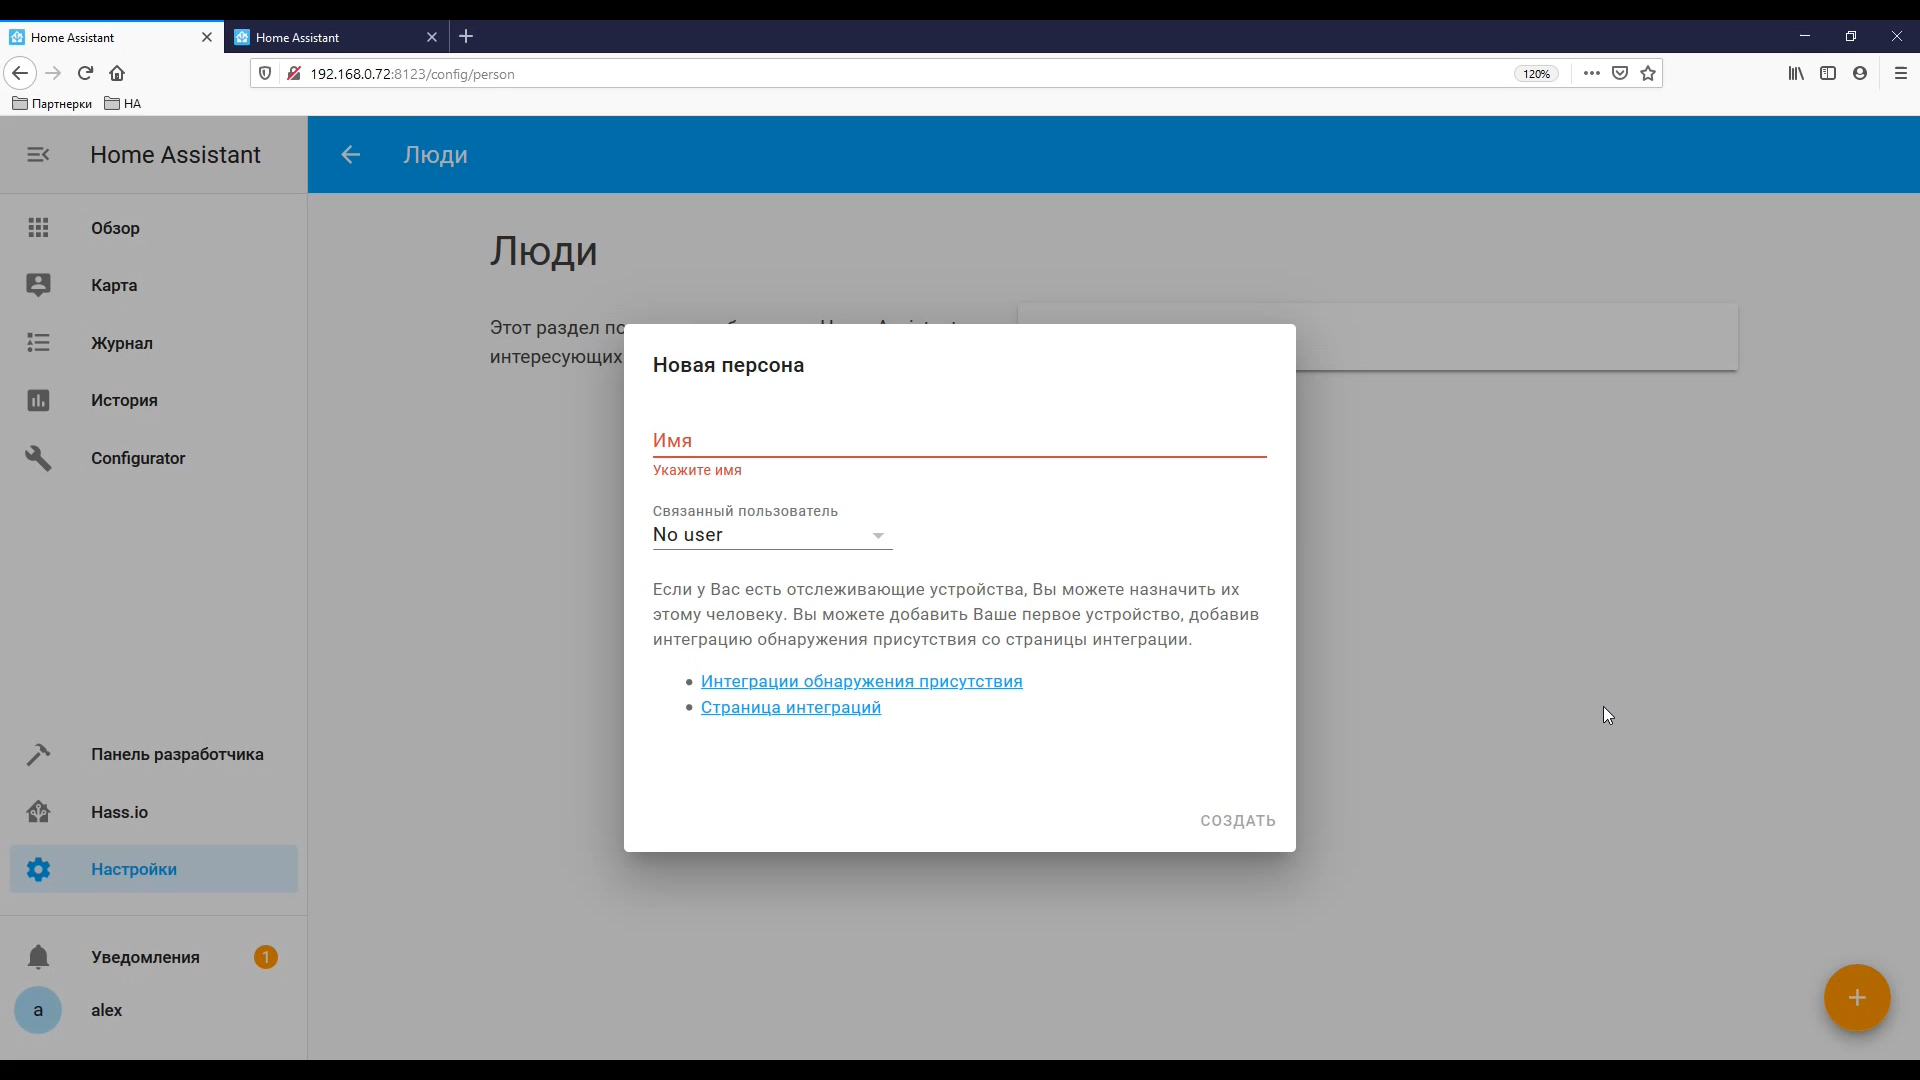 Home Assistant
Home Assistant
192.168.0.72:8123/config/person
120%
Партнерки
HA
Home Assistant
Люди
Обзор
Карта
Журнал
История
Configurator
Панель разработчика
Hass.io
Настройки
Уведомления
1
a
alex
Люди
Этот раздел
интересующих
Новая персона
Имя
Укажите имя
Связанный пользователь
No user
Если у Вас есть отслеживающие устройства, Вы можете назначить их
этому человеку. Вы можете добавить Ваше первое устройство, добавив
интеграцию обнаружения присутствия со страницы интеграции.
• Интеграции обнаружения присутствия
• Страница интеграций
СОЗДАТЬ
+